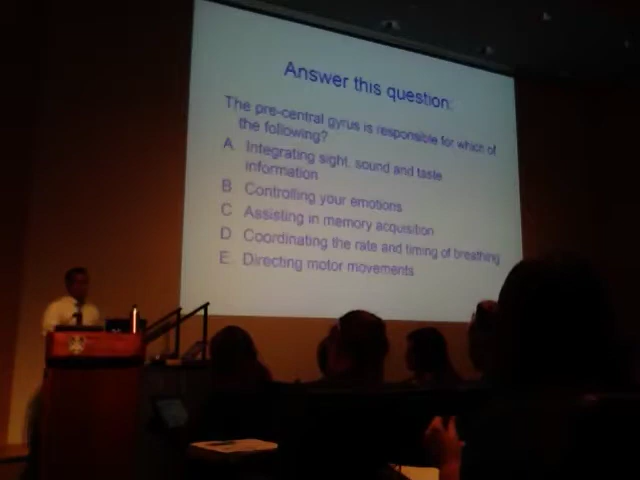 Answer this question:
The pre-central gyrus is responsible for which of
the following?
A Integrating sight, sound and taste
information
B Controlling your emotions
C Assisting in memory acquisition
D Coordinating the rate and timing of breathing
E Directing motor movements